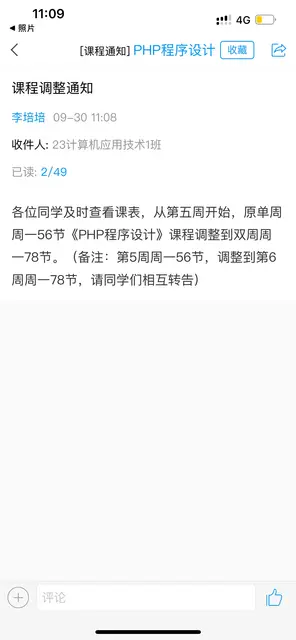 11:09
4G
◀ 照片
[课程通知] PHP程序设计 收藏
课程调整通知
李培培 09-30 11:08
收件人: 23计算机应用技术1班
已读: 2/49
各位同学及时查看课表，从第五周开始，原单周
周一56节《PHP程序设计》课程调整到双周周
一78节。（备注：第5周周一56节，调整到第6
周周一78节，请同学们相互转告）
评论